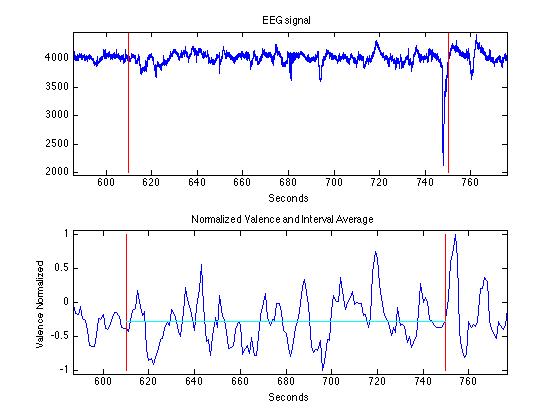 EEG signal
4000
3500
3000
2500
2000
600 620 640 660 680 700 720 740 760
Seconds
Normalized Valence and Interval Average
Valence Normalized
1
0.5
0
-0.5
-1
600 620 640 660 680 700 720 740 760
Seconds